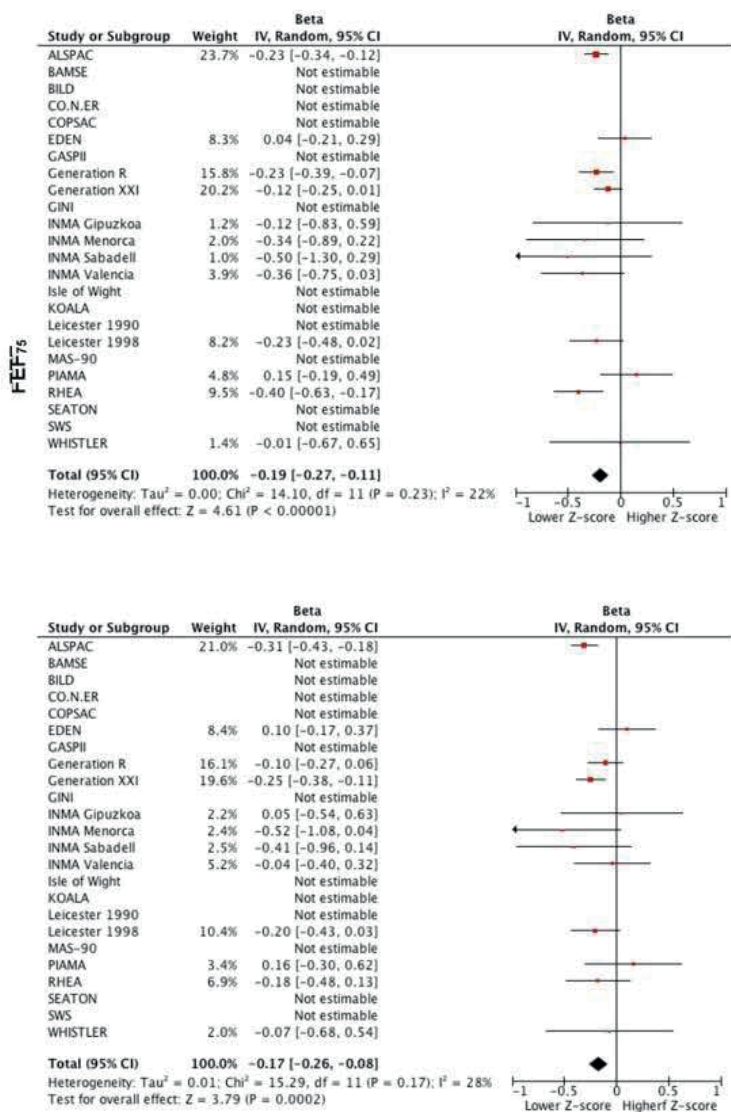 Beta Beta
Study or Subgroup Weight IV, Random, 95% CI IV, Random, 95% CI
ALSPAC 23.7% −0.23 [−0.34, −0.12]
BAMSE Not estimable
BILD Not estimable
CO.N.ER Not estimable
COPSAC Not estimable
EDEN 8.3% 0.04 [−0.21, 0.29]
GASPII Not estimable
Generation R 15.8% −0.23 [−0.39, −0.07]
Generation XXI 20.2% −0.12 [−0.25, 0.01]
GINI Not estimable
INMA Gipuzkoa 1.2% −0.12 [−0.83, 0.59]
INMA Menorca 2.0% −0.34 [−0.89, 0.22]
INMA Sabadell 1.0% −0.50 [−1.30, 0.29]
INMA Valencia 3.9% −0.36 [−0.75, 0.03]
Isle of Wight Not estimable
KOALA Not estimable
Leicester 1990 Not estimable
Leicester 1998 8.2% −0.23 [−0.48, 0.02]
MAS−90 Not estimable
PIAMA 4.8% 0.15 [−0.19, 0.49]
RHEA 9.5% −0.40 [−0.63, −0.17]
SEATON Not estimable
SWS Not estimable
WHISTLER 1.4% −0.01 [−0.67, 0.65]
Total (95% CI) 100.0% −0.19 [−0.27, −0.11]
Heterogeneity: Tau² = 0.00; Chi² = 14.10, df = 11 (P = 0.23); I² = 22%
Test for overall effect: Z = 4.61 (P < 0.00001)
−1 −0.5 0 0.5 1
Lower Z−score Higher Z−score
FEF75
Beta Beta
Study or Subgroup Weight IV, Random, 95% CI IV, Random, 95% CI
ALSPAC 21.0% −0.31 [−0.43, −0.18]
BAMSE Not estimable
BILD Not estimable
CO.N.ER Not estimable
COPSAC Not estimable
EDEN 8.4% 0.10 [−0.17, 0.37]
GASPII Not estimable
Generation R 16.1% −0.10 [−0.27, 0.06]
Generation XXI 19.6% −0.25 [−0.38, −0.11]
GINI Not estimable
INMA Gipuzkoa 2.2% 0.05 [−0.54, 0.63]
INMA Menorca 2.4% −0.52 [−1.08, 0.04]
INMA Sabadell 2.5% −0.41 [−0.96, 0.14]
INMA Valencia 5.2% −0.04 [−0.40, 0.32]
Isle of Wight Not estimable
KOALA Not estimable
Leicester 1990 Not estimable
Leicester 1998 10.4% −0.20 [−0.43, 0.03]
MAS−90 Not estimable
PIAMA 3.4% 0.16 [−0.30, 0.62]
RHEA 6.9% −0.18 [−0.48, 0.13]
SEATON Not estimable
SWS Not estimable
WHISTLER 2.0% −0.07 [−0.68, 0.54]
Total (95% CI) 100.0% −0.17 [−0.26, −0.08]
Heterogeneity: Tau² = 0.01; Chi² = 15.29, df = 11 (P = 0.17); I² = 28%
Test for overall effect: Z = 3.79 (P = 0.0002)
−1 −0.5 0 0.5 1
Lower Z−score Higherf Z−score